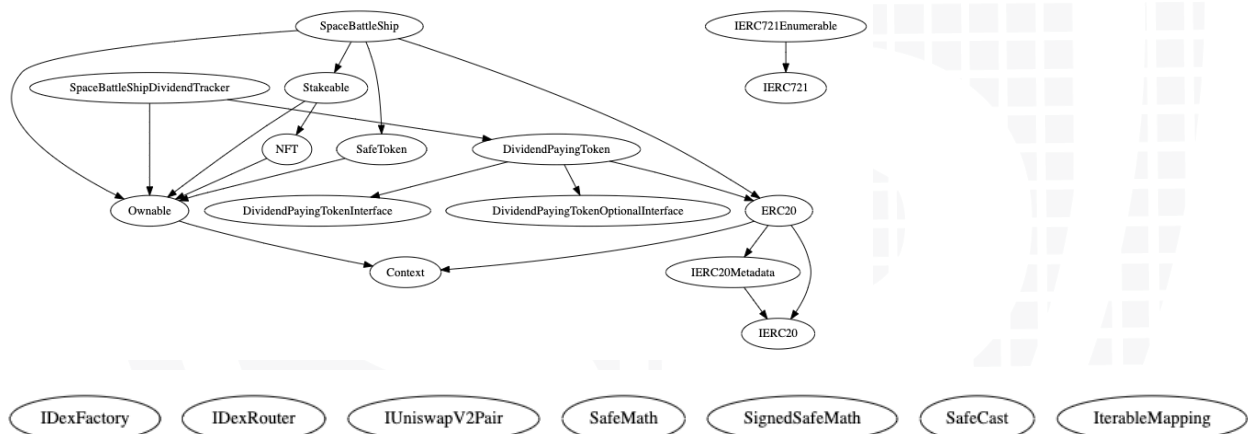 SpaceBattleShip
IERC721Enumerable
SpaceBattleShipDividendTracker
Stakeable
IERC721
NFT
SafeToken
DividendPayingToken
Ownable
DividendPayingTokenInterface
DividendPayingTokenOptionalInterface
ERC20
Context
IERC20Metadata
IERC20
IDexFactory
IDexRouter
IUniswapV2Pair
SafeMath
SignedSafeMath
SafeCast
IterableMapping